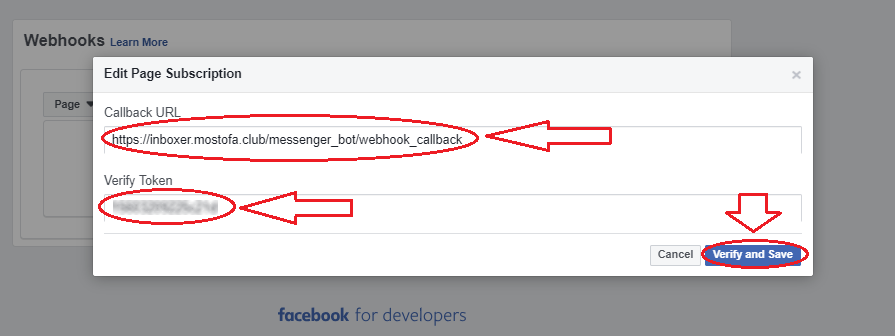 Webhooks Learn More
Edit Page Subscription ×
Page
Callback URL
https://inboxer.mostofa.club/messenger_bot/webhook_callback
Verify Token
Cancel Verify and Save
facebook for developers